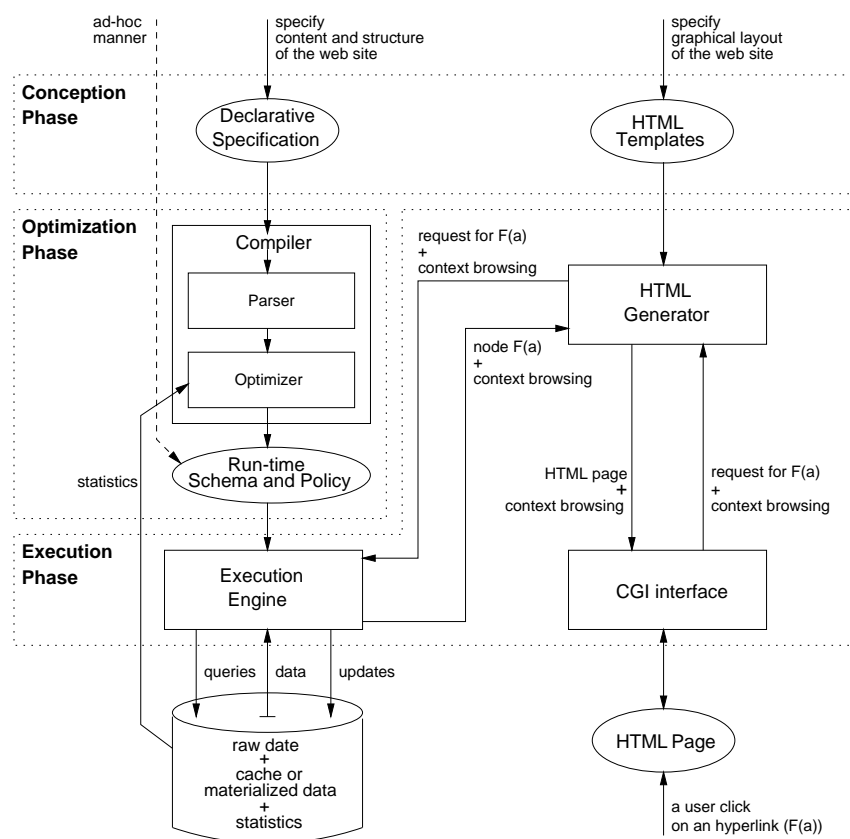 ad-hoc
manner
specify
content and structure
of the web site
specify
graphical layout
of the web site
Conception
Phase
Declarative
Specification
HTML
Templates
Optimization
Phase
Compiler
Parser
Optimizer
request for F(a)
+
context browsing
HTML
Generator
node F(a)
+
context browsing
statistics
Run-time
Schema and Policy
HTML page
+
context browsing
request for F(a)
+
context browsing
Execution
Phase
Execution
Engine
CGI interface
queries
data
updates
raw date
+
cache or
materialized data
+
statistics
HTML Page
a user click
on an hyperlink (F(a))